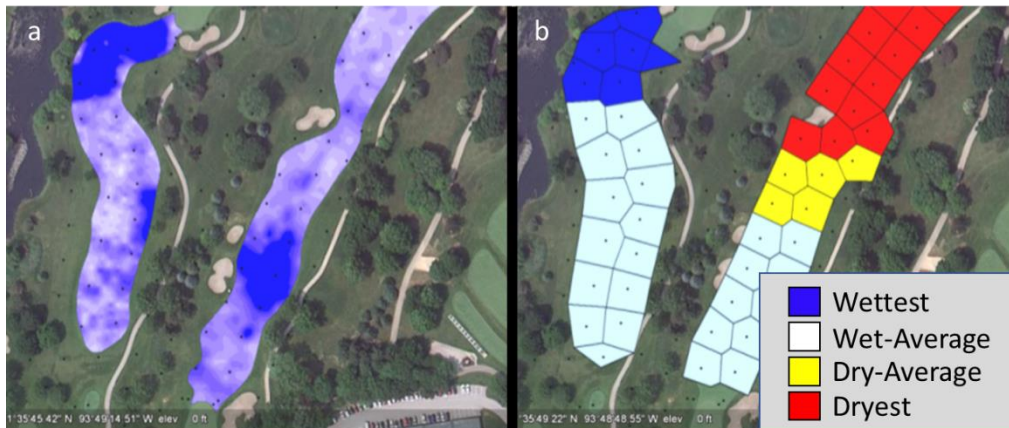 a
b
Wettest
Wet-Average
Dry-Average
Dryest
1°35'45 42" N 93°49'14 51" W elev 0 ft
35'49 22" N 93°48'48 55" W elev 0 ft